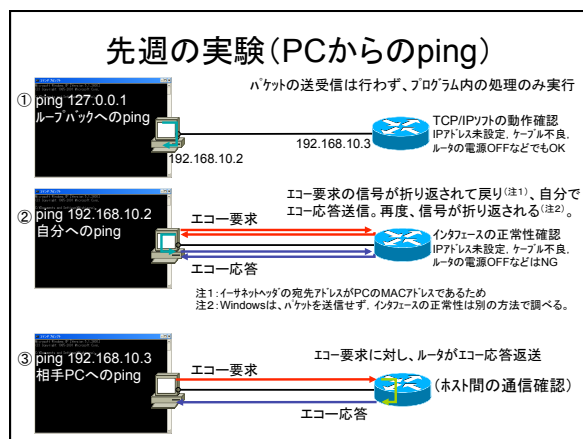 先週の実験(PCからのping)
パケットの送受信は行わず、プログラム内の処理のみ実行
① ping 127.0.0.1
ループバックへのping
192.168.10.2
192.168.10.3
TCP/IPソフトの動作確認
IPアドレス未設定，ケーブル不良，
ルータの電源OFFなどでもOK
エコー要求の信号が折り返されて戻り(注1)、自分で
エコー応答送信。再度、信号が折り返される(注2)。
② ping 192.168.10.2
自分へのping
エコー要求
エコー応答
インタフェースの正常性確認
IPアドレス未設定，ケーブル不良，
ルータの電源OFFなどはNG
注1：イーサネットヘッダの宛先アドレスがPCのMACアドレスであるため
注2：Windowsは、パケットを送信せず，インタフェースの正常性は別の方法で調べる。
③ ping 192.168.10.3
相手PCへのping
エコー要求に対し、ルータがエコー応答返送
エコー要求
エコー応答
(ホスト間の通信確認)